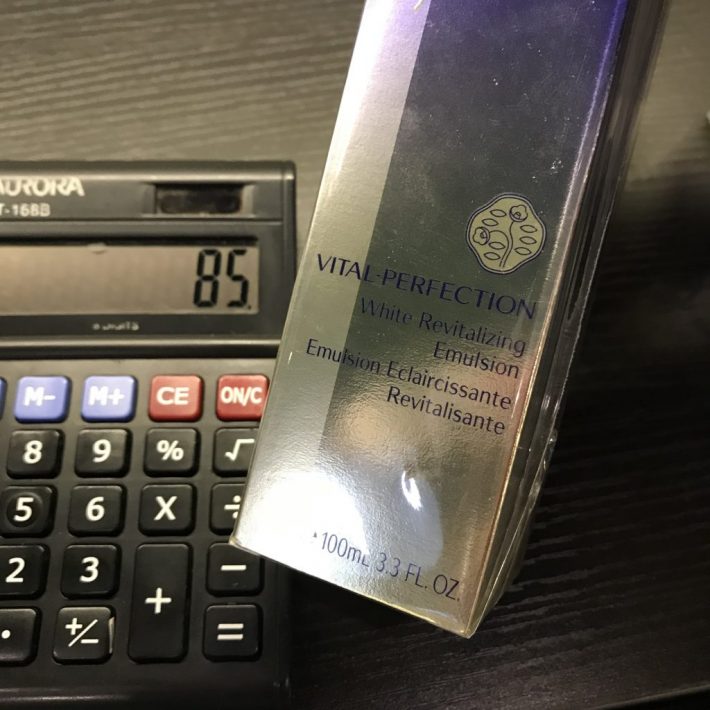 AURORA
T-168B
85.
M-
M+
CE
ON/C
8
9
%
√
5
6
X
÷
2
3
+
−
.
+/−
=
VITAL-PERFECTION
White Revitalizing
Emulsion
Emulsion Eclaircissante
Revitalisante
100mL 3.3 FL. OZ.